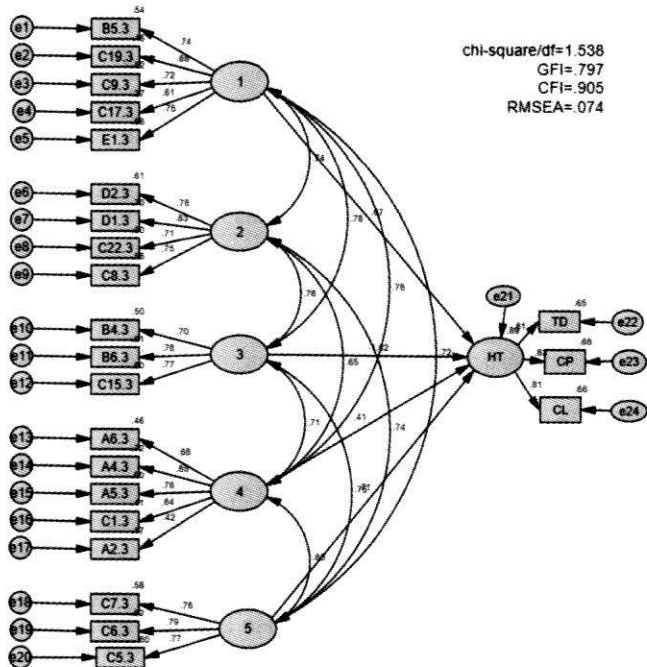 chi-square/df=1.538
GFI=.797
CFI=.905
RMSEA=.074
e1 B5.3 .54 .74
e2 C19.3
e3 C9.3 .72
e4 C17.3 .61
e5 E1.3 .75
1
e6 D2.3 .61 .78
e7 D1.3 .83
e8 C22.3 .71
e9 C8.3 .75
2
e10 B4.3 .50 .70
e11 B6.3 .78
e12 C15.3 .77
3
e13 A6.3 .46 .68
e14 A4.3
e15 A5.3 .76
e16 C1.3 .64
e17 A2.3 .42
4
e18 C7.3 .58 .76
e19 C6.3 .79
e20 C5.3 .77
5
.78
.76
.78
.65
.72
.71
.41
.74
e21
HT
TD .65 e22
CP .68 e23
.81 CL .66 e24